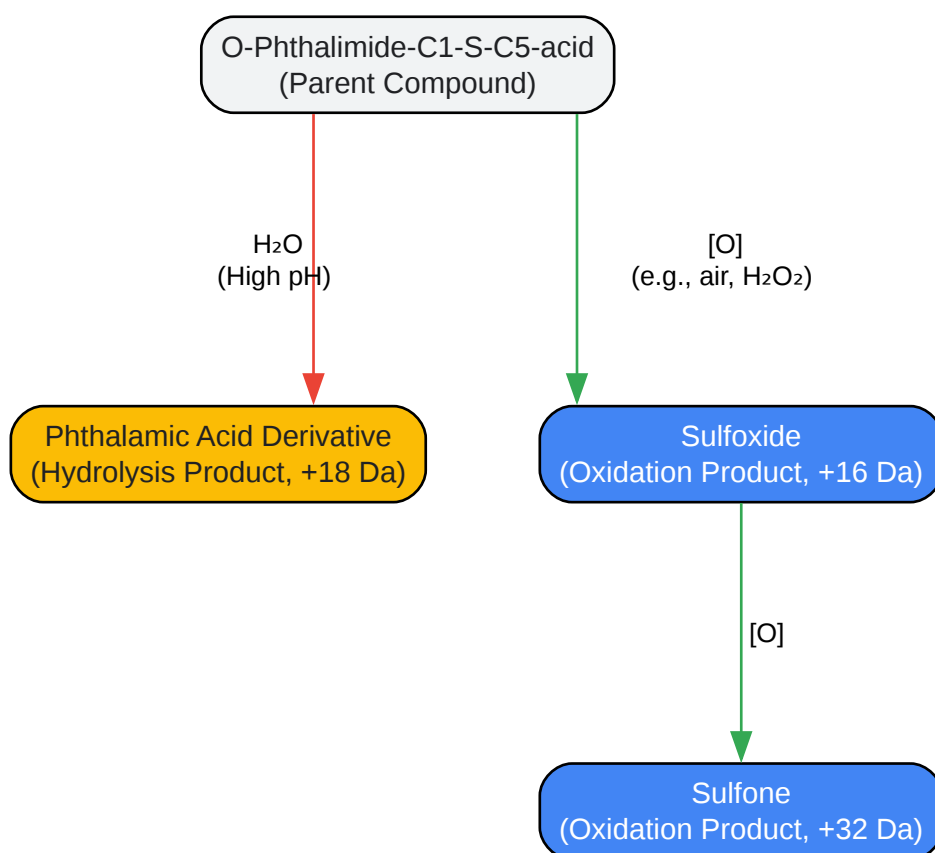 O-Phthalimide-C1-S-C5-acid
(Parent Compound)
H₂O
(High pH)
[O]
(e.g., air, H₂O₂)
Phthalamic Acid Derivative
(Hydrolysis Product, +18 Da)
Sulfoxide
(Oxidation Product, +16 Da)
[O]
Sulfone
(Oxidation Product, +32 Da)